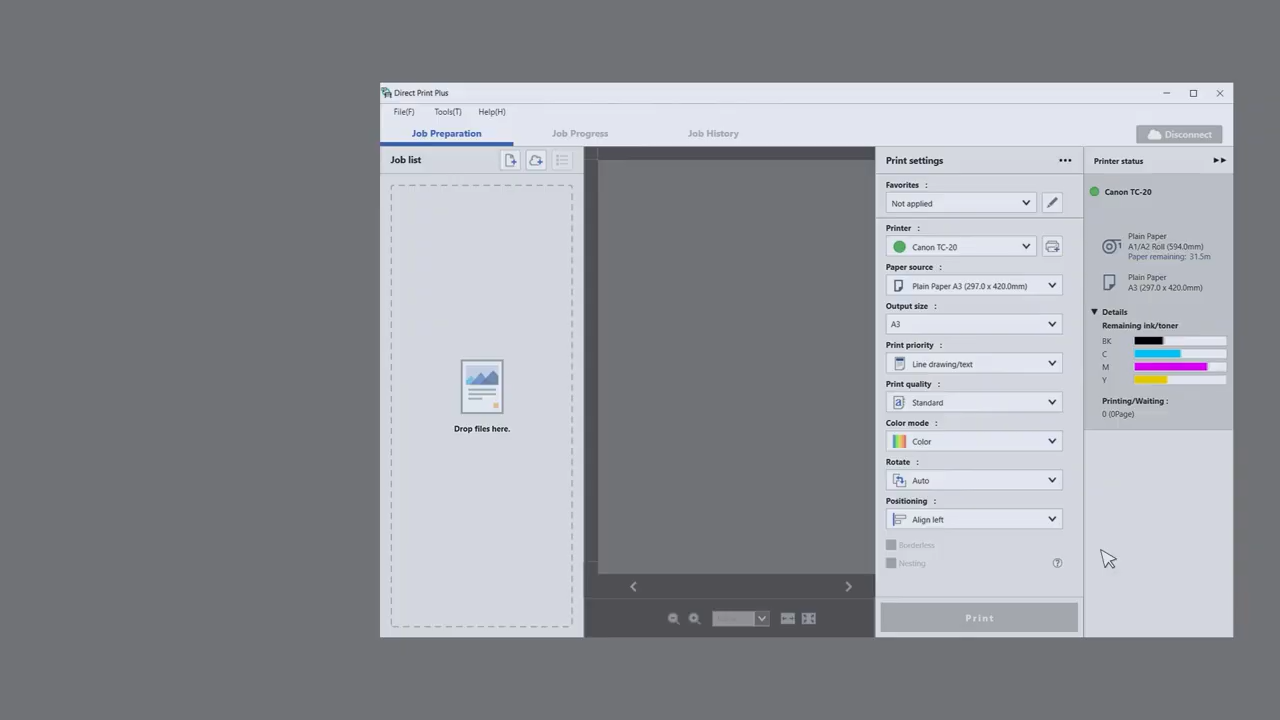 Direct Print Plus
File(F) Tools(T) Help(H)
Job Preparation Job Progress Job History
Disconnect
Job list
Drop files here.
Print settings
Favorites :
Not applied
Printer :
Canon TC-20
Paper source :
Plain Paper A3 (297.0 x 420.0mm)
Output size :
A3
Print priority :
Line drawing/text
Print quality :
Standard
Color mode :
Color
Rotate :
Auto
Positioning :
Align left
Borderless
Nesting
Print
Printer status
Canon TC-20
Plain Paper
A1/A2 Roll (594.0mm)
Paper remaining: 31.5m
Plain Paper
A3 (297.0 x 420.0mm)
Details
Remaining ink/toner
BK
C
M
Y
Printing/Waiting :
0 (0Page)